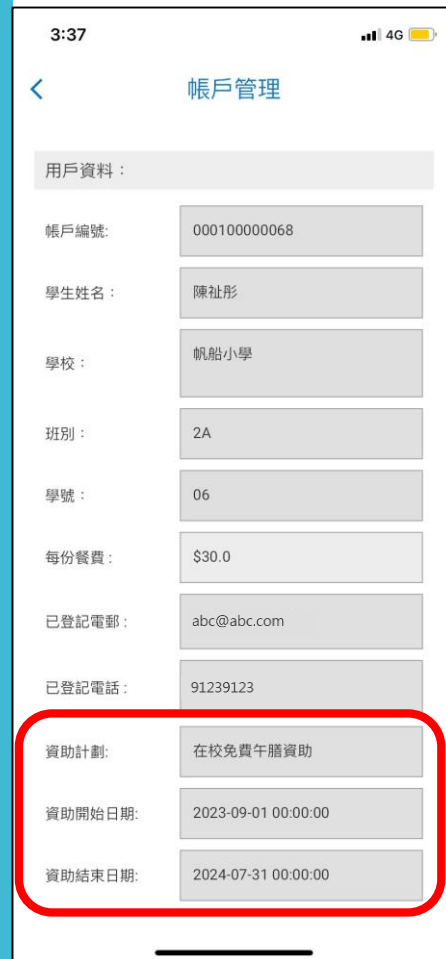 3:37 4G
帳戶管理
用戶資料：
帳戶編號: 000100000068
學生姓名： 陳祉彤
學校： 帆船小學
班別： 2A
學號： 06
每份餐費: $30.0
已登記電郵: abc@abc.com
已登記電話: 91239123
資助計劃: 在校免費午膳資助
資助開始日期: 2023-09-01 00:00:00
資助結束日期: 2024-07-31 00:00:00